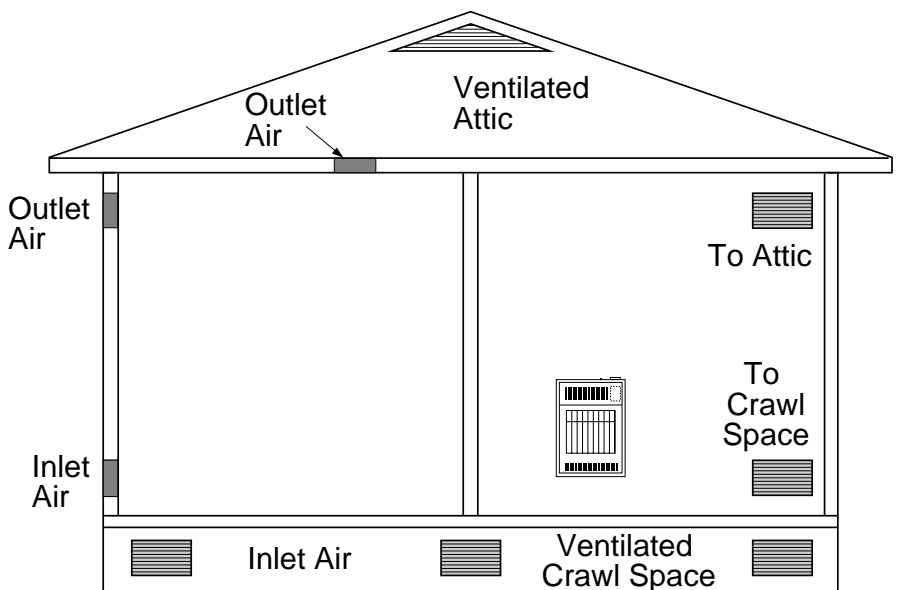 Ventilated
Attic
Outlet
Air
Outlet
Air
To Attic
To
Crawl
Space
Inlet
Air
Inlet Air
Ventilated
Crawl Space